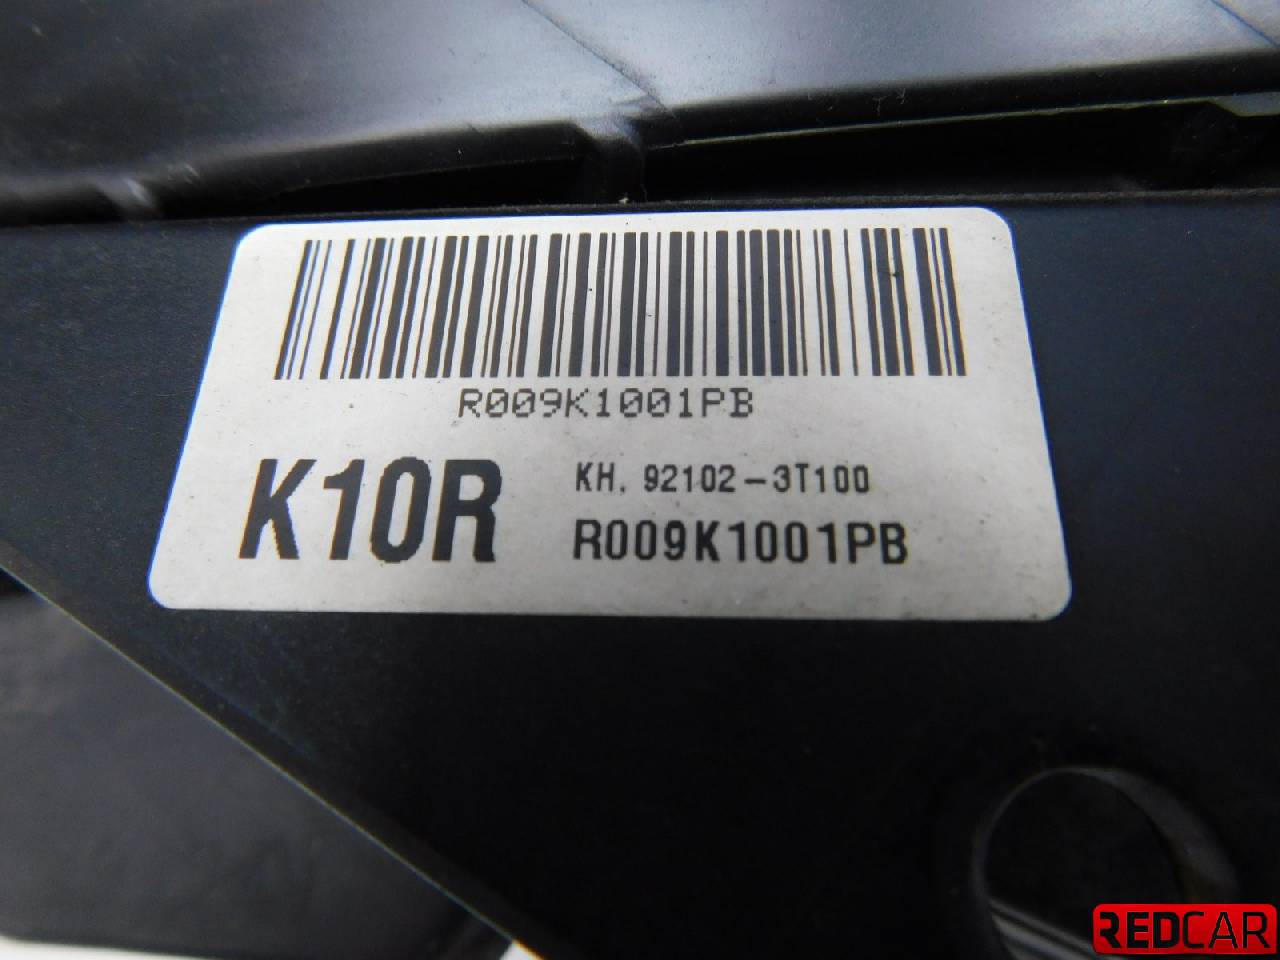 R009K1001PB
K10R
KH. 92102-3T100
R009K1001PB
REDCAR